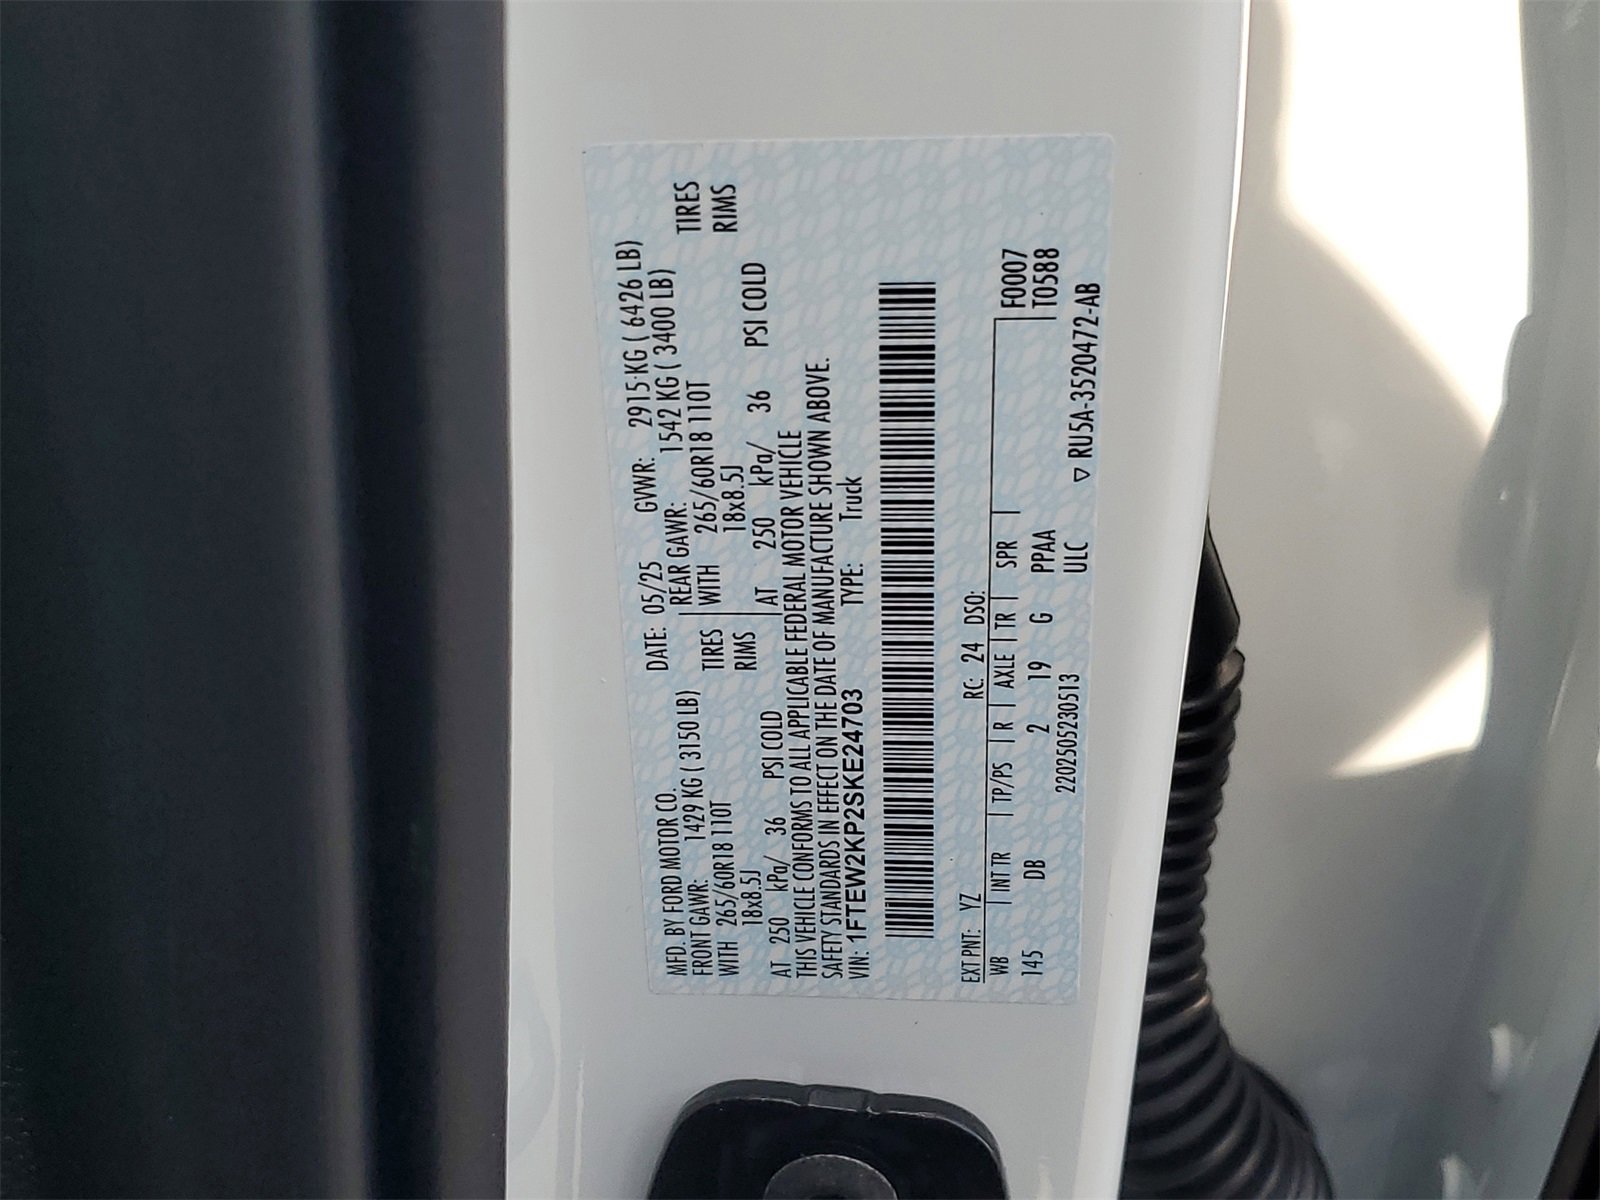 MFD. BY FORD MOTOR CO. DATE: 05/25 GVWR: 2915 KG ( 6426 LB)
FRONT GAWR: 1429 KG ( 3150 LB) REAR GAWR: 1542 KG ( 3400 LB)
WITH 265/60R18 110T TIRES WITH 265/60R18 110T TIRES
18x8.5J RIMS 18x8.5J RIMS
AT 250 kPa/ 36 PSI COLD AT 250 kPa/ 36 PSI COLD
THIS VEHICLE CONFORMS TO ALL APPLICABLE FEDERAL MOTOR VEHICLE
SAFETY STANDARDS IN EFFECT ON THE DATE OF MANUFACTURE SHOWN ABOVE.
VIN: 1FTEW2KP2SKE24703 TYPE: Truck
EXT PNT: YZ RC: 24 DSO:
WB | INT TR | TP/PS | R | AXLE | TR | SPR | F0007
145 DB 2 19 G PPAA T0588
220250523​0513 ULC ▽ RU5A-3520472-AB